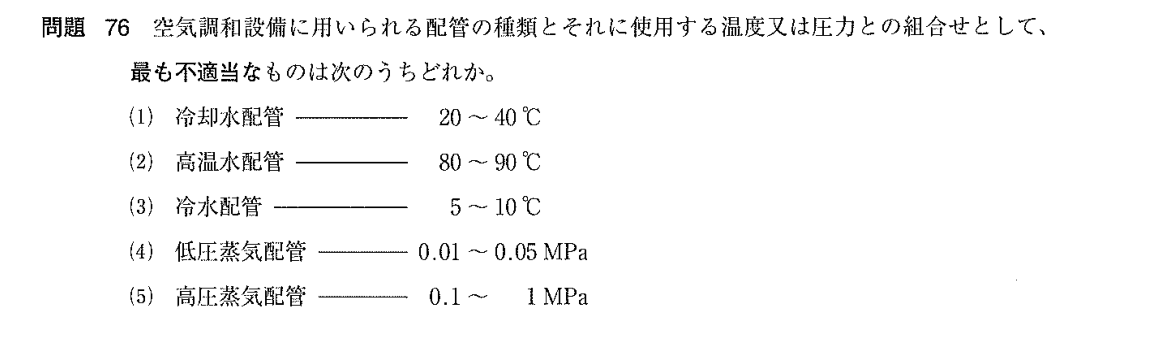 問題 76 空気調和設備に用いられる配管の種類とそれに使用する温度又は圧力との組合せとして、
最も不適当なものは次のうちどれか。
(1) 冷却水配管 ――――― 20 ～ 40 ℃
(2) 高温水配管 ――――― 80 ～ 90 ℃
(3) 冷水配管 ―――――― 5 ～ 10 ℃
(4) 低圧蒸気配管 ―――― 0.01 ～ 0.05 MPa
(5) 高圧蒸気配管 ―――― 0.1 ～ 1 MPa